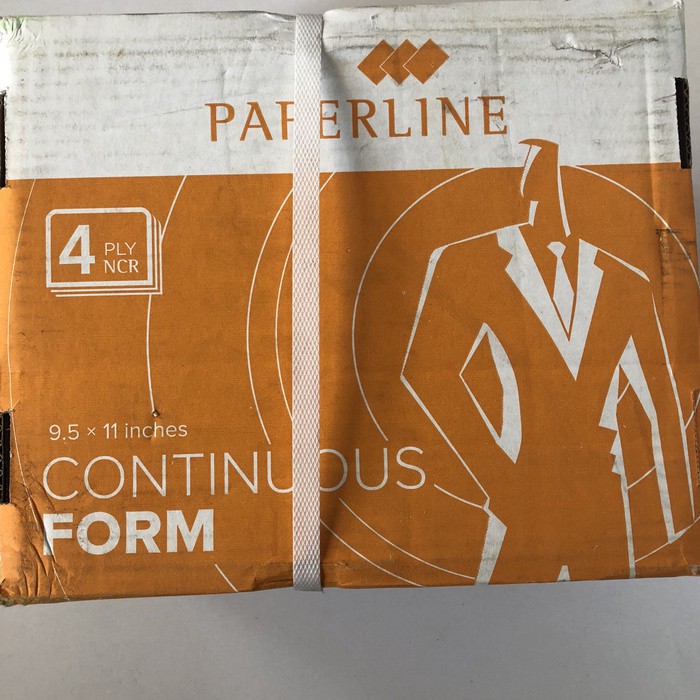 PAPERLINE
4 PLY
NCR
9.5 × 11 inches
CONTINUOUS
FORM